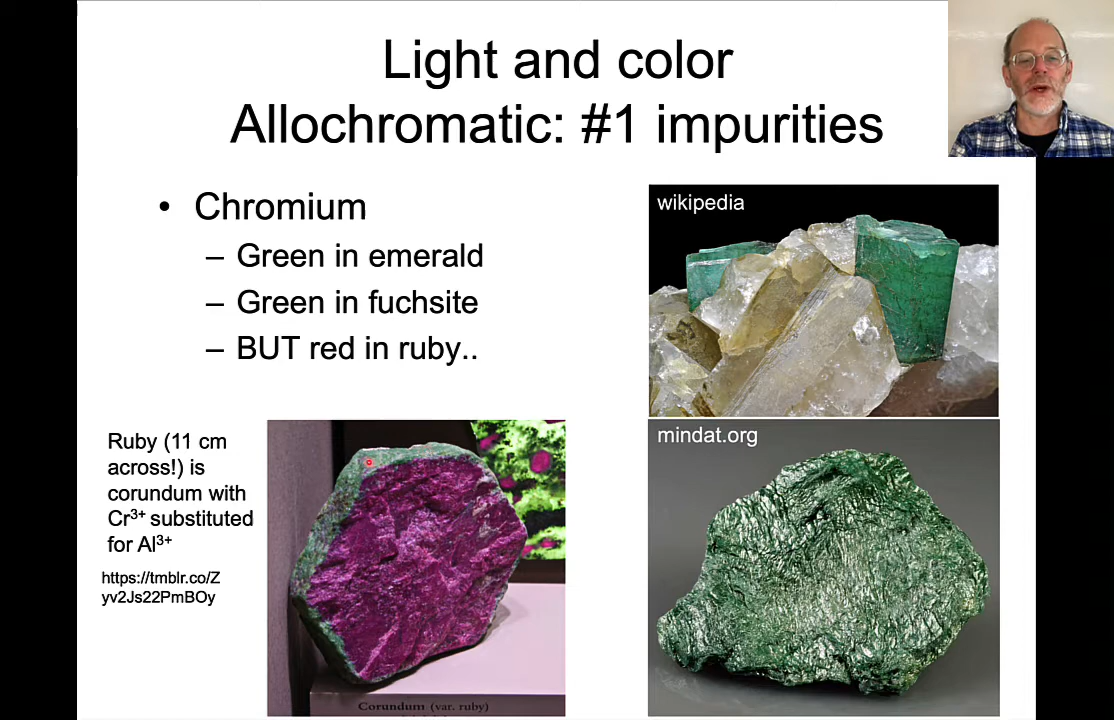 Light and color
Allochromatic: #1 impurities
• Chromium
– Green in emerald
– Green in fuchsite
– BUT red in ruby..
wikipedia
mindat.org
Ruby (11 cm
across!) is
corundum with
Cr³⁺ substituted
for Al³⁺
https://tmblr.co/Z
yv2Js22PmBOy
Corundum (var. ruby)